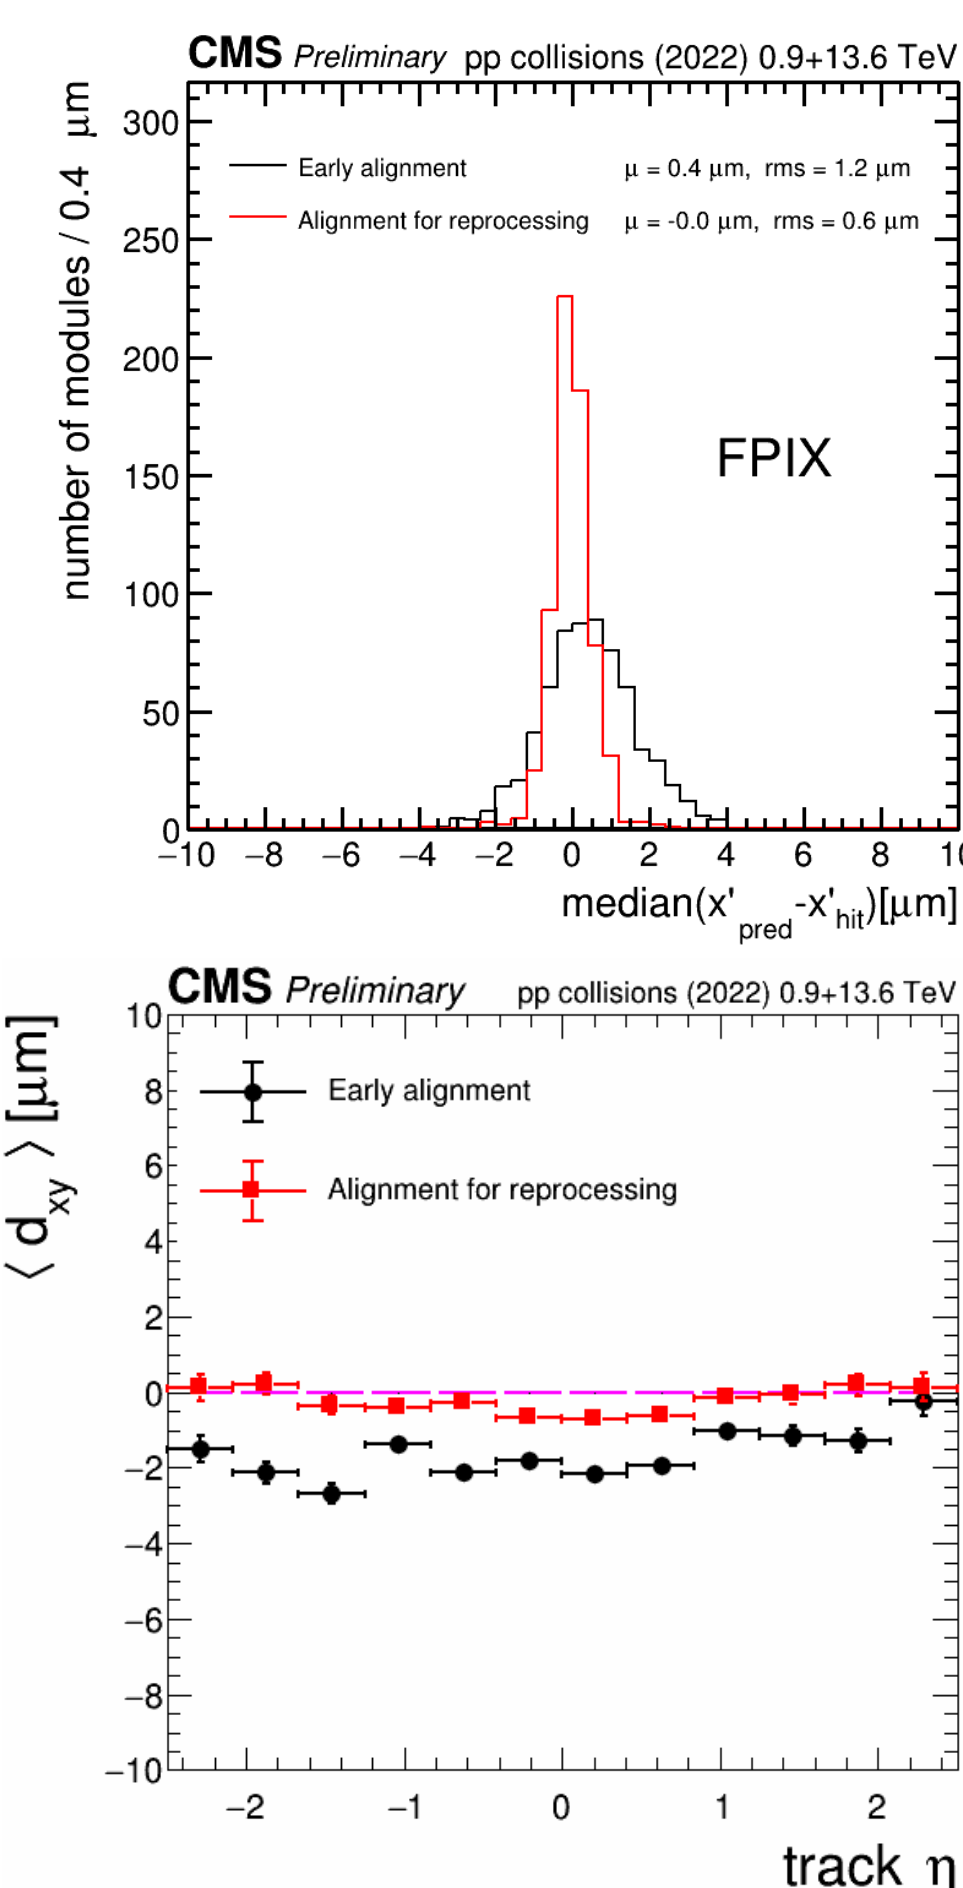 CMS Preliminary pp collisions (2022) 0.9+13.6 TeV
number of modules / 0.4 μm
300
250
200
150
100
50
0
Early alignment μ = 0.4 μm, rms = 1.2 μm
Alignment for reprocessing μ = -0.0 μm, rms = 0.6 μm
FPIX
−10 −8 −6 −4 −2 0 2 4 6 8 10
median(x'pred-x'hit)[μm]
CMS Preliminary pp collisions (2022) 0.9+13.6 TeV
⟨ dxy ⟩ [μm]
10
8
6
4
2
0
−2
−4
−6
−8
−10
Early alignment
Alignment for reprocessing
−2 −1 0 1 2
track η